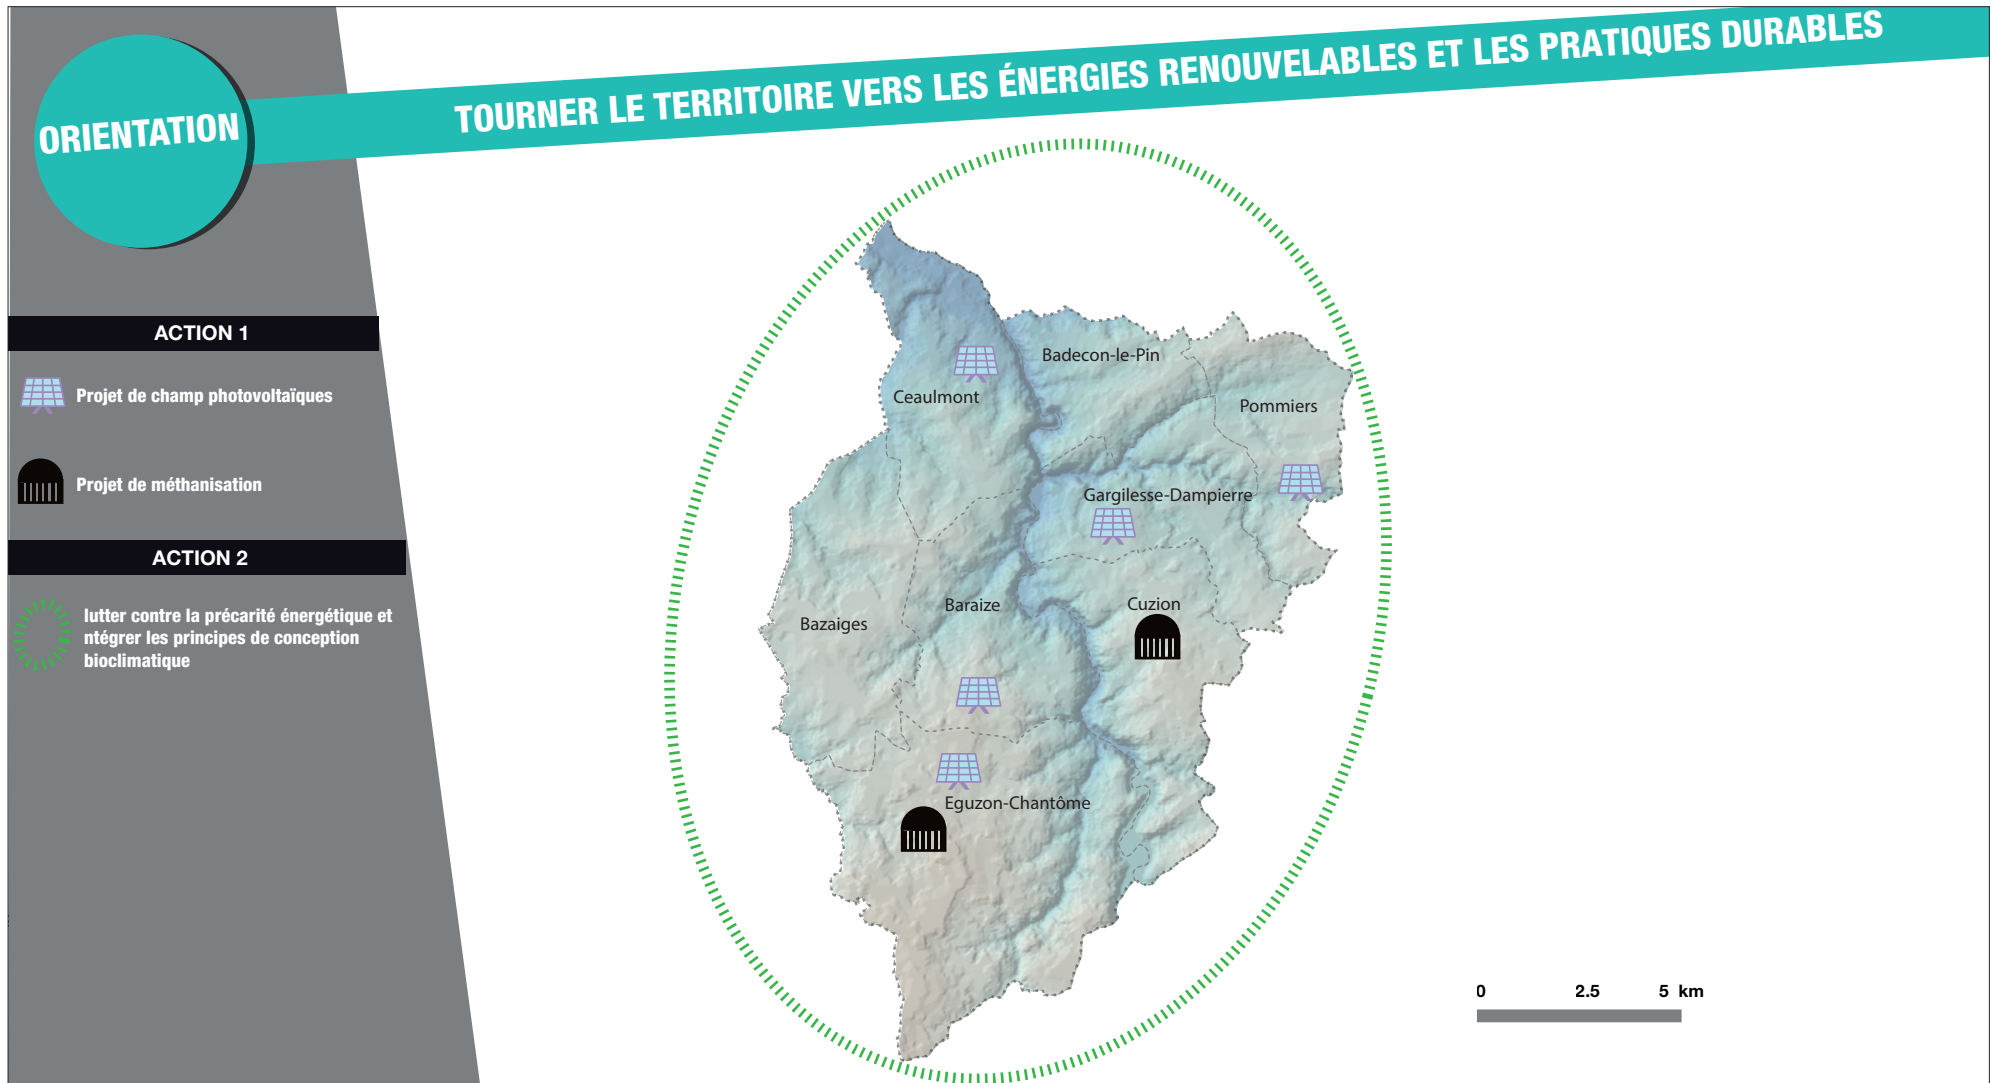 ORIENTATION
TOURNER LE TERRITOIRE VERS LES ÉNERGIES RENOUVELABLES ET LES PRATIQUES DURABLES
ACTION 1
Projet de champ photovoltaïques
Projet de méthanisation
ACTION 2
lutter contre la précarité énergétique et
ntégrer les principes de conception
bioclimatique
Badecon-le-Pin
Ceaulmont
Pommiers
Gargilesse-Dampierre
Baraize
Cuzion
Bazaiges
Eguzon-Chantôme
0 2.5 5 km